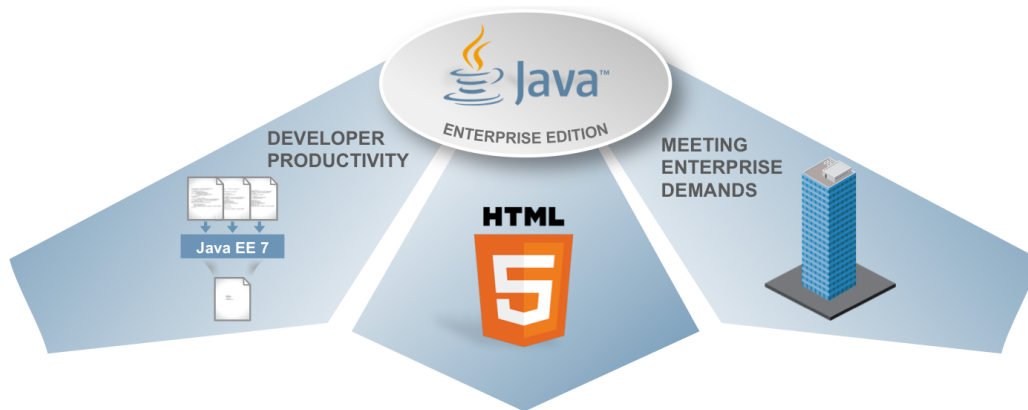 Java™
ENTERPRISE EDITION
DEVELOPER
PRODUCTIVITY
Java EE 7
HTML
5
MEETING
ENTERPRISE
DEMANDS